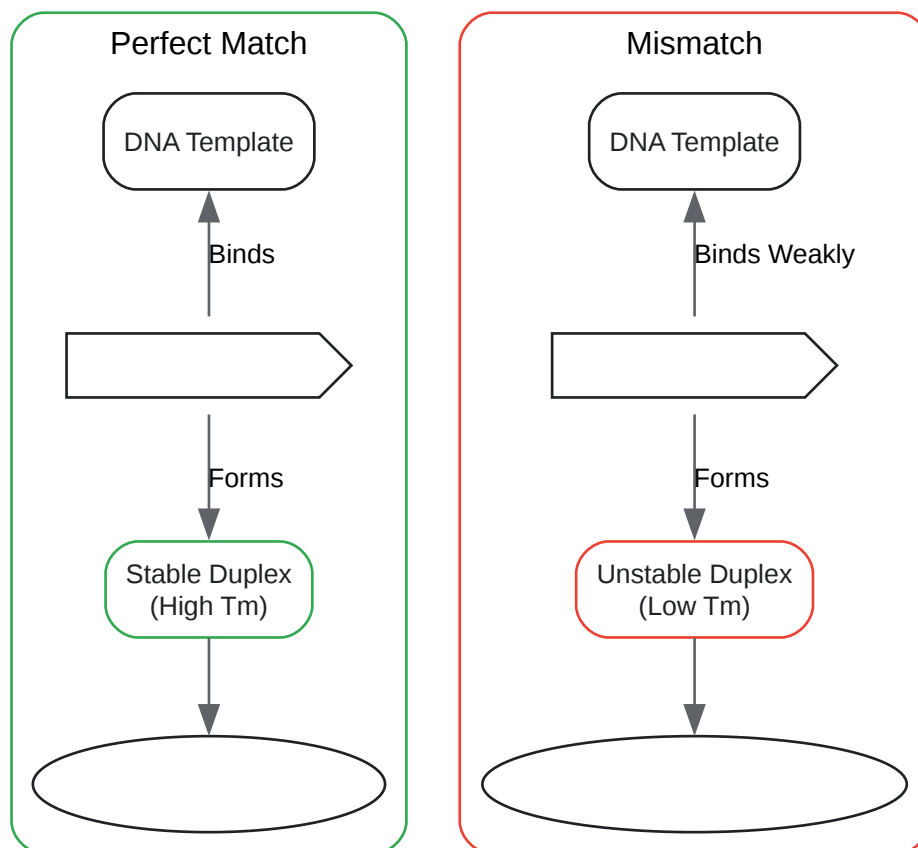 Perfect Match
DNA Template
Binds
Forms
Stable Duplex
(High Tm)
Mismatch
DNA Template
Binds Weakly
Forms
Unstable Duplex
(Low Tm)